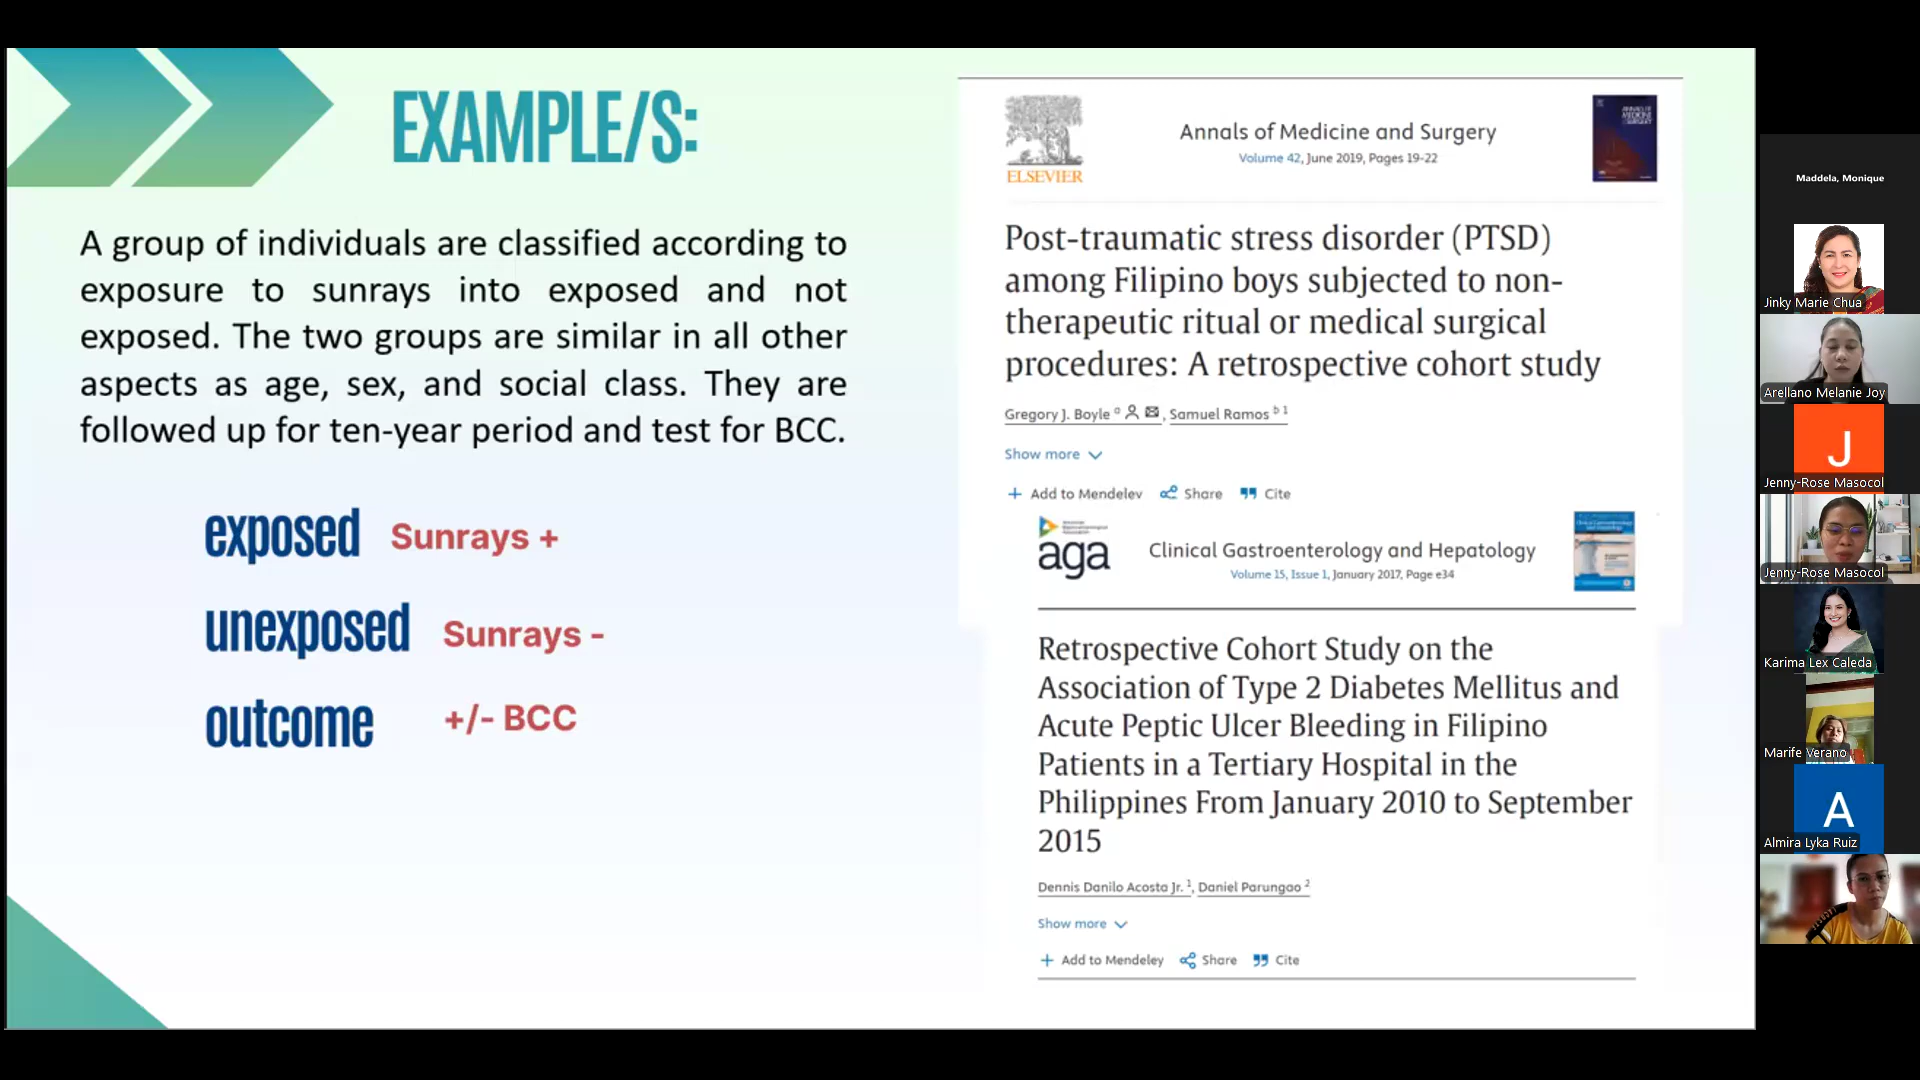 EXAMPLE/S:
A group of individuals are classified according to
exposure to sunrays into exposed and not
exposed. The two groups are similar in all other
aspects as age, sex, and social class. They are
followed up for ten-year period and test for BCC.
exposed Sunrays +
unexposed Sunrays -
outcome +/- BCC
ELSEVIER
Annals of Medicine and Surgery
Volume 42, June 2019, Pages 19-22
Post-traumatic stress disorder (PTSD)
among Filipino boys subjected to non-
therapeutic ritual or medical surgical
procedures: A retrospective cohort study
Gregory J. Boyle a, Samuel Ramos b 1
Show more
+ Add to Mendeley Share Cite
aga
Clinical Gastroenterology and Hepatology
Volume 15, Issue 1, January 2017, Page e34
Retrospective Cohort Study on the
Association of Type 2 Diabetes Mellitus and
Acute Peptic Ulcer Bleeding in Filipino
Patients in a Tertiary Hospital in the
Philippines From January 2010 to September
2015
Dennis Danilo Acosta Jr. 1, Daniel Parungao 2
Show more
+ Add to Mendeley Share Cite
Maddela, Monique
Jinky Marie Chua
Arellano Melanie Joy
J
Jenny-Rose Masocol
Jenny-Rose Masocol
Karima Lex Caleda
Marife Verano
A
Almira Lyka Ruiz